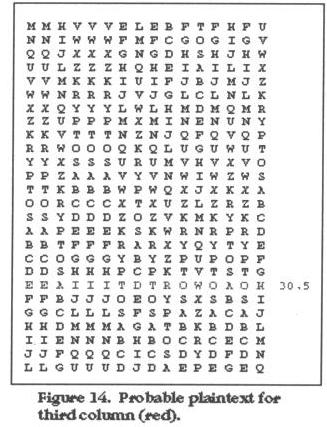 M M H V V V E L E B F T F H F U
N N I W W W F M F C G O G I G V
Q Q J X X X G N G D H S H J H W
U U L Z Z Z H Q H E I A I L I X
V V M K K K I U I F J B J M J Z
W W N R R R J V J G L C L N L K
X X Q Y Y Y L W L H M D M Q M R
Z Z U P P P M X M I N E N U N Y
K K V T T T N Z N J Q F Q V Q P
R R W O O O Q K Q L U G U W U T
Y Y X S S S U R U M V H V X V O
P P Z A A A V Y V N W I W Z W S
T T K B B B W P W Q X J X K X A
O O R C C C X T X U Z L Z R Z B
S S Y D D D Z O Z V K M K Y K C
A A P E E E K S K W R N R P R D
B B T F F F R A R X Y Q Y T Y E
C C O G G G Y B Y Z P U P O P F
D D S H H H P C P K T V T S T G
E E A I I I T D T R O W O A O H 30.5
F F B J J J O E O Y S X S B S I
G G C L L L S F S P A Z A C A J
H H D M M M A G A T B K B D B L
I I E N N N B H B O C R C E C M
J J F Q Q Q C I C S D Y D F D N
L L G U U U D J D A E P E G E Q
Figure 14. Probable plaintext for
third column (red).